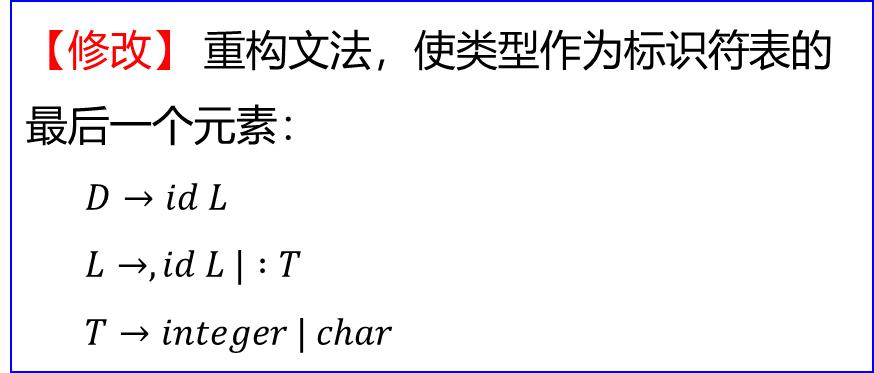 【修改】重构文法，使类型作为标识符表的
最后一个元素：
D → id L
L →, id L | : T
T → integer | char